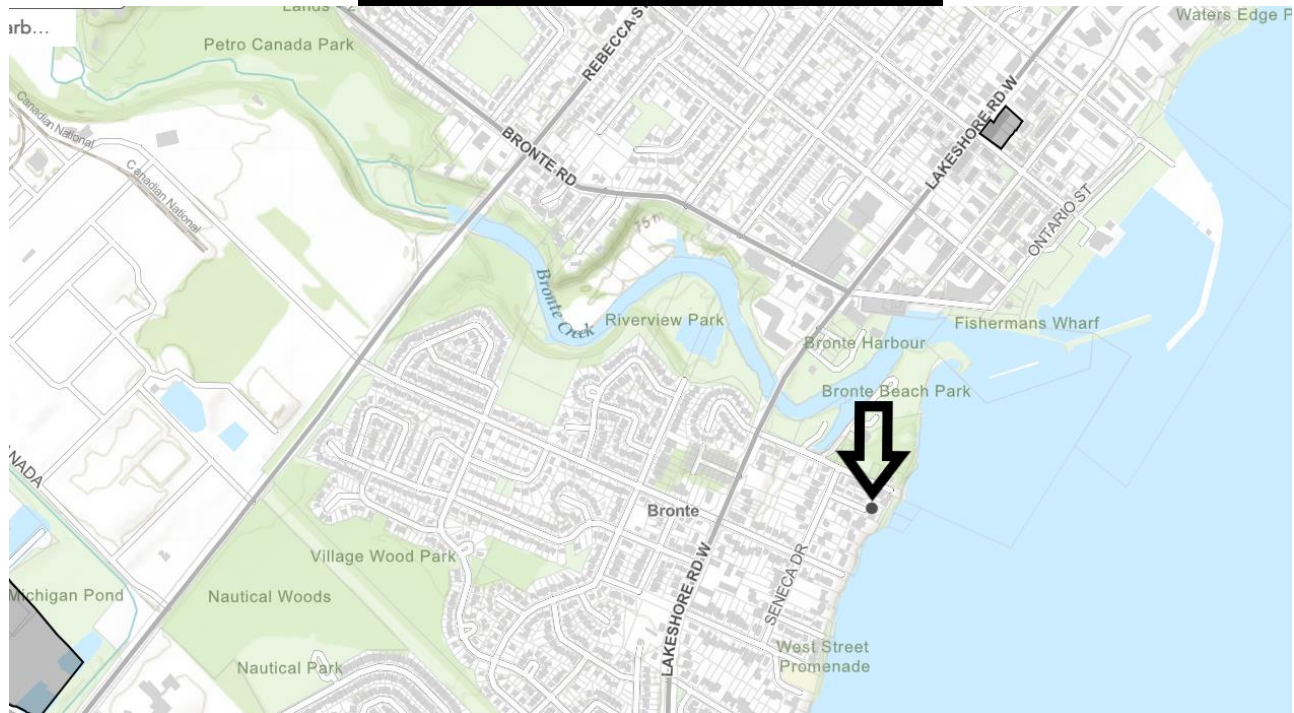 Lands
arb...
Waters Edge P
Petro Canada Park
REBECCA ST
Canadian National
Canadian National
BRONTE RD
LAKESHORE RD W
75 m
ONTARIO ST
Bronte Creek
Riverview Park
Fishermans Wharf
Bronte Harbour
Bronte Beach Park
NADA
Bronte
Village Wood Park
SENECA DR
LAKESHORE RD W
Michigan Pond
Nautical Woods
West Street
Promenade
Nautical Park